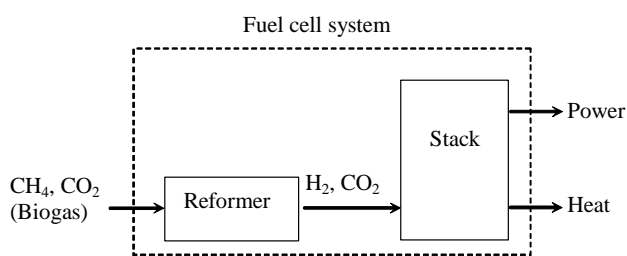 Fuel cell system
Power
Stack
CH₄, CO₂
(Biogas)
Reformer
H₂, CO₂
Heat